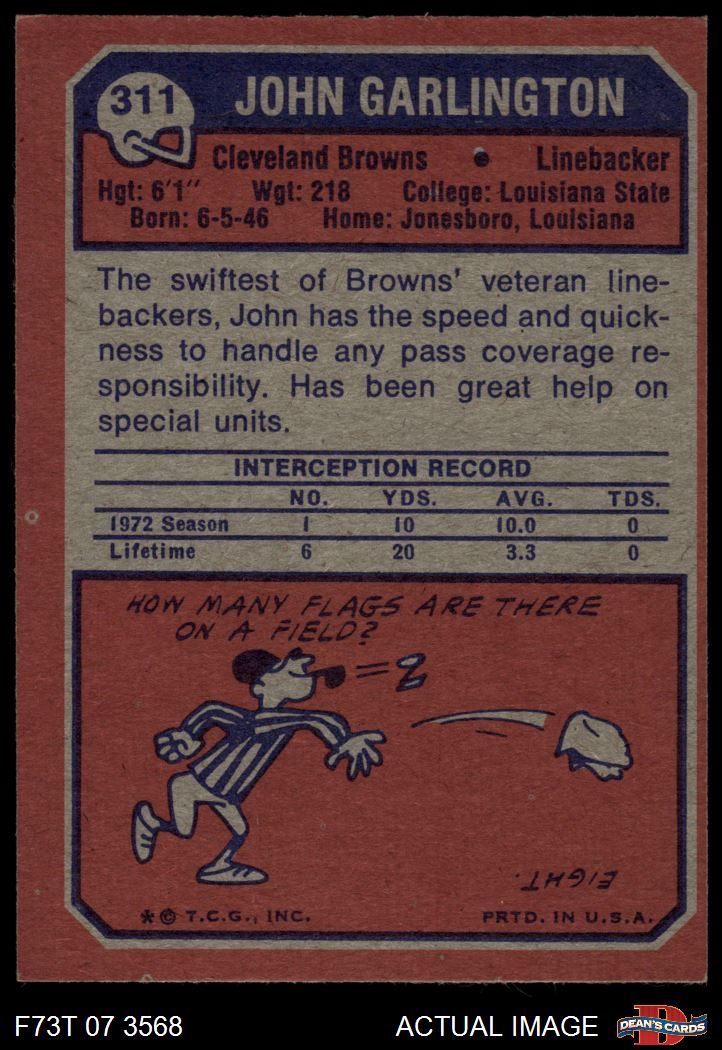 311
JOHN GARLINGTON
Cleveland Browns • Linebacker
Hgt: 6'1" Wgt: 218 College: Louisiana State
Born: 6-5-46 Home: Jonesboro, Louisiana
The swiftest of Browns' veteran line-
backers, John has the speed and quick-
ness to handle any pass coverage re-
sponsibility. Has been great help on
special units.
INTERCEPTION RECORD
NO. YDS. AVG. TDS.
1972 Season 1 10 10.0 0
Lifetime 6 20 3.3 0
HOW MANY FLAGS ARE THERE
ON A FIELD?
EIGHT.
* © T.C.G., INC. PRTD. IN U.S.A.
F73T 07 3568 ACTUAL IMAGE
D
DEAN'S CARDS